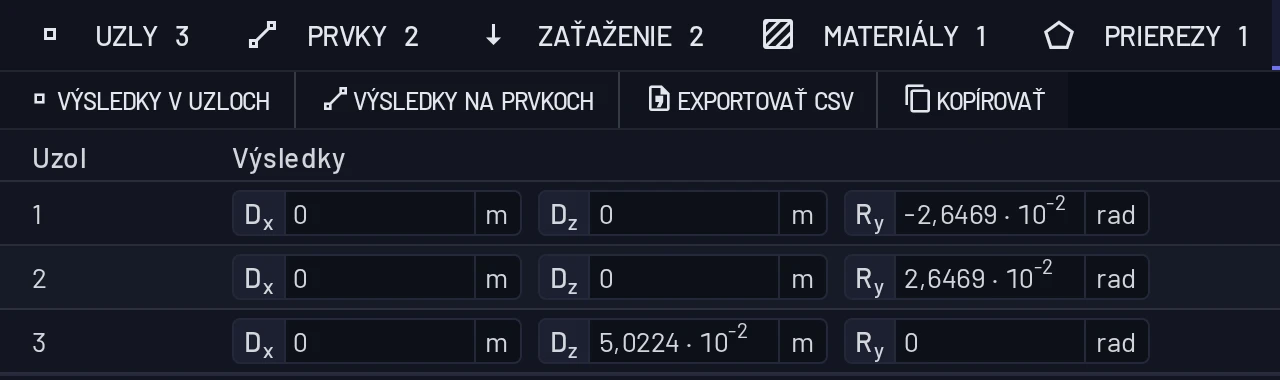 UZLY 3 PRVKY 2 ZAŤAŽENIE 2 MATERIÁLY 1 PRIEREZY 1
VÝSLEDKY V UZLOCH VÝSLEDKY NA PRVKOCH EXPORTOVAŤ CSV KOPÍROVAŤ
Uzol Výsledky
1 Dx 0 m Dz 0 m Ry -2,6469 · 10⁻² rad
2 Dx 0 m Dz 0 m Ry 2,6469 · 10⁻² rad
3 Dx 0 m Dz 5,0224 · 10⁻² m Ry 0 rad